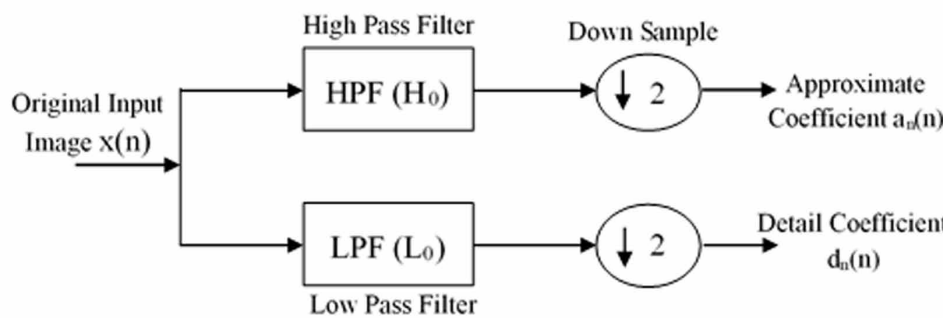 High Pass Filter
Down Sample
HPF (H₀)
↓ 2
Approximate
Coefficient aₙ(n)
Original Input
Image x(n)
LPF (L₀)
↓ 2
Detail Coefficient
dₙ(n)
Low Pass Filter